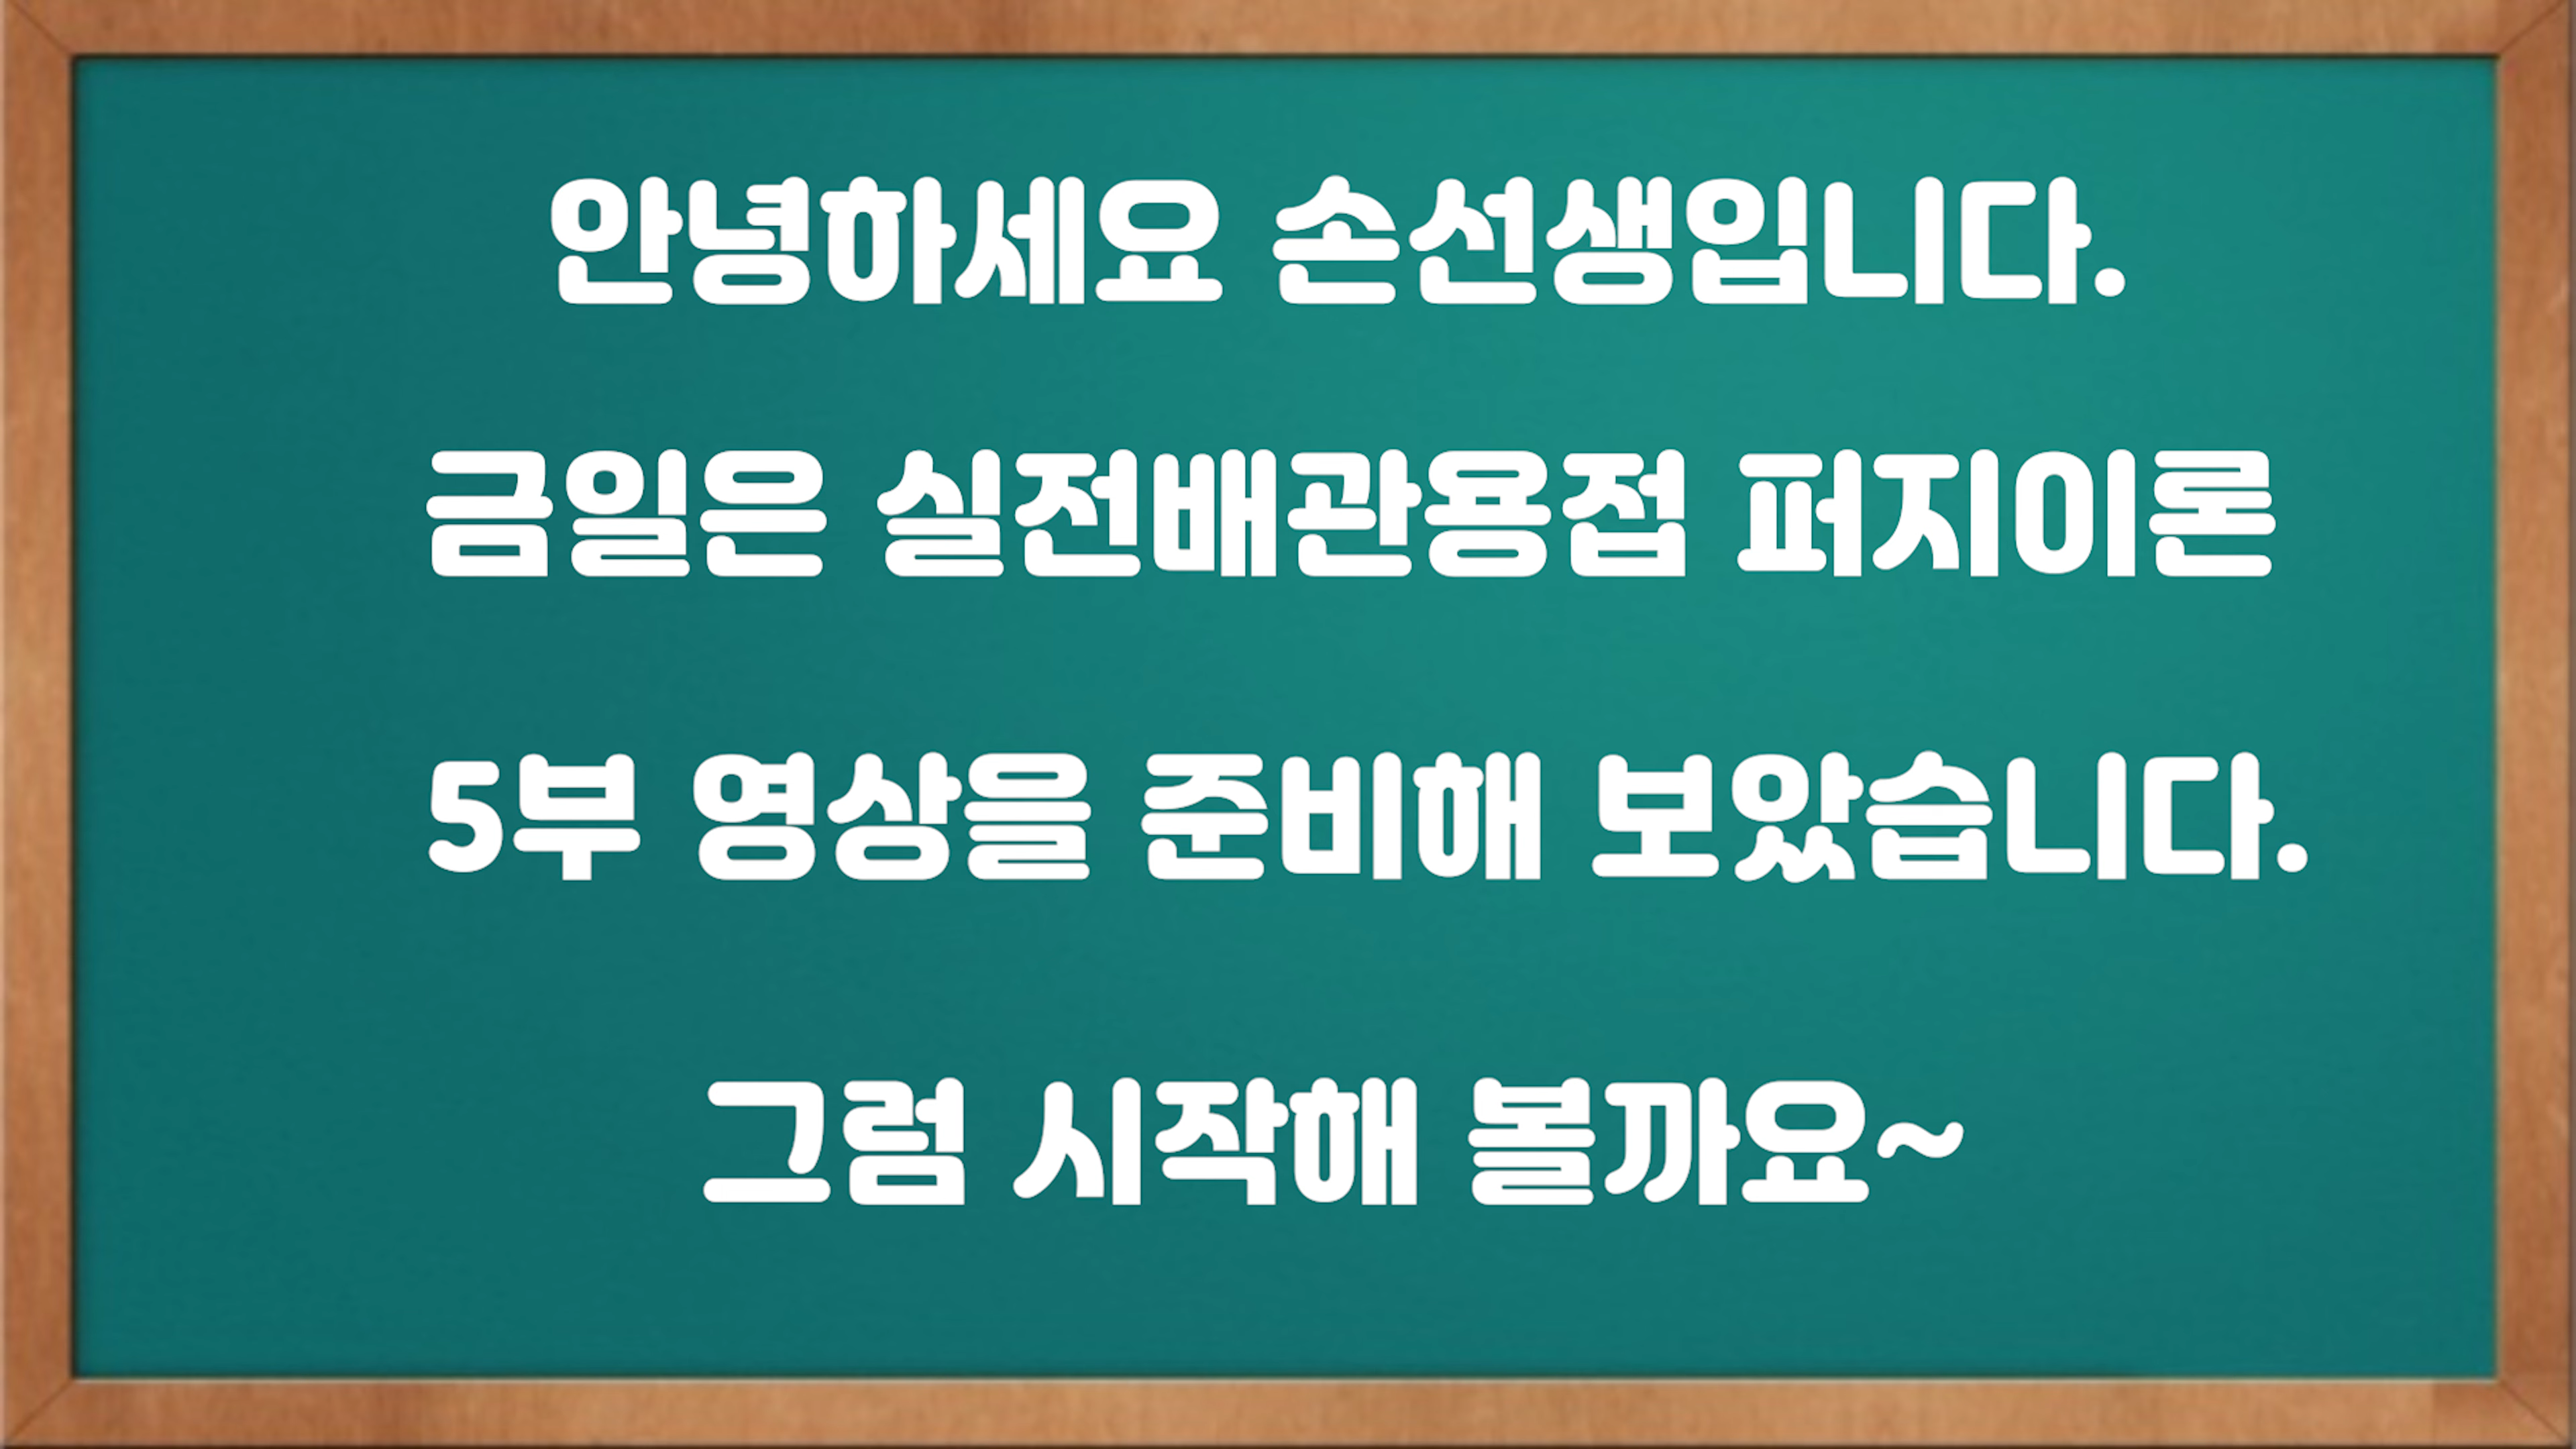 안녕하세요 손선생입니다.
금일은 실전배관용접 퍼지이론
5부 영상을 준비해 보았습니다.
그럼 시작해 볼까요~